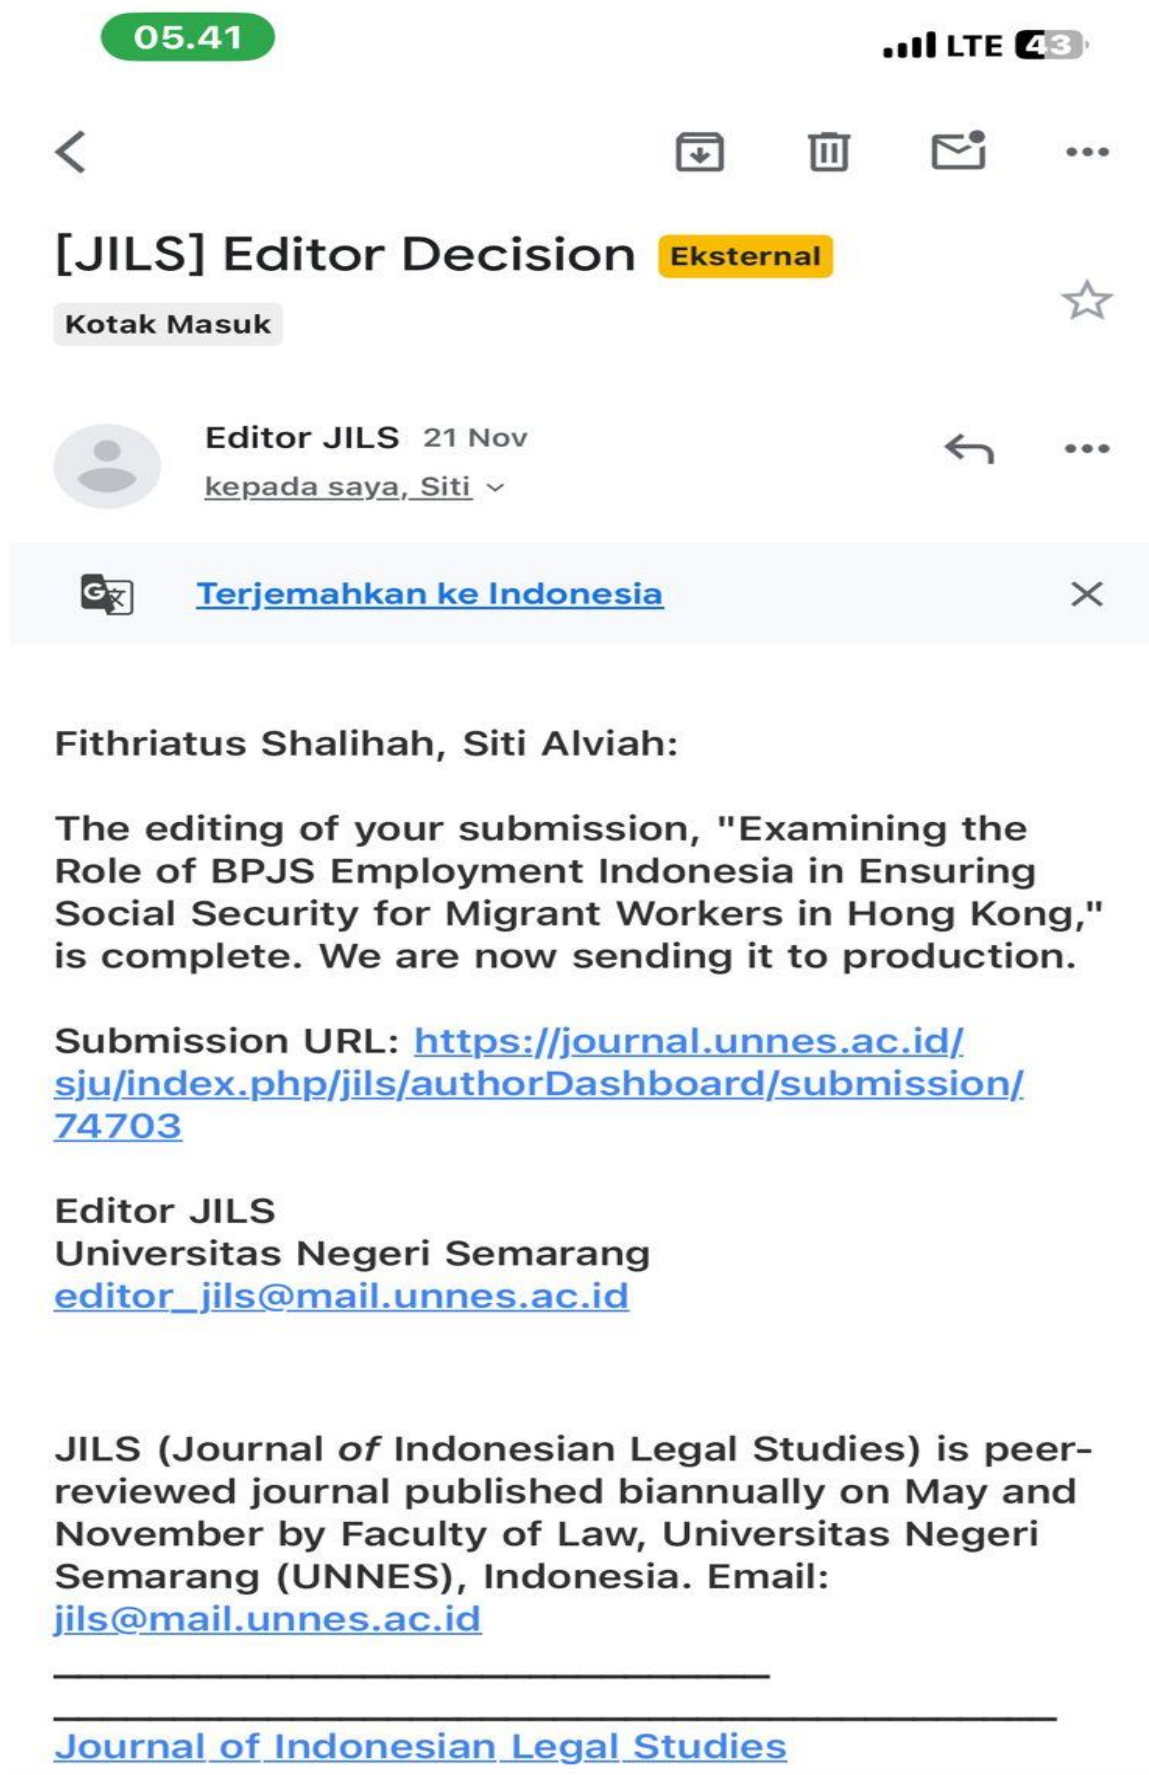 05.41
LTE 43
[JILS] Editor Decision Eksternal
Kotak Masuk
Editor JILS 21 Nov
kepada saya, Siti
Terjemahkan ke Indonesia
Fithriatus Shalihah, Siti Alviah:
The editing of your submission, "Examining the
Role of BPJS Employment Indonesia in Ensuring
Social Security for Migrant Workers in Hong Kong,"
is complete. We are now sending it to production.
Submission URL: https://journal.unnes.ac.id/
sju/index.php/jils/authorDashboard/submission/
74703
Editor JILS
Universitas Negeri Semarang
editor_jils@mail.unnes.ac.id
JILS (Journal of Indonesian Legal Studies) is peer-
reviewed journal published biannually on May and
November by Faculty of Law, Universitas Negeri
Semarang (UNNES), Indonesia. Email:
jils@mail.unnes.ac.id
Journal of Indonesian Legal Studies